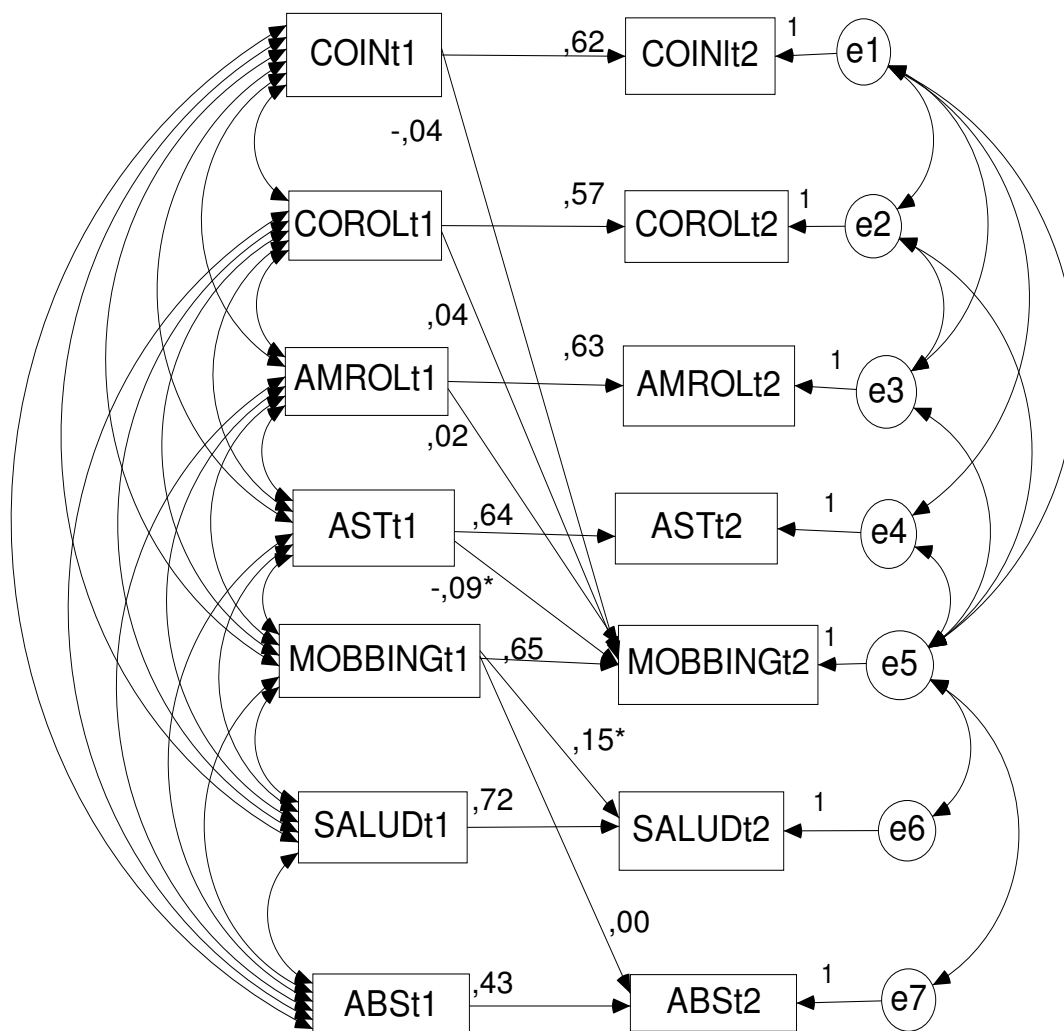 COINt1 ,62 COINIt2 1 e1
-,04
COROLt1 ,57 COROLt2 1 e2
,04
AMROLt1 ,63 AMROLt2 1 e3
,02
ASTt1 ,64 ASTt2 1 e4
-,09*
MOBBINGt1 ,65 MOBBINGt2 1 e5
,15*
SALUDt1 ,72 SALUDt2 1 e6
,00
ABSt1 ,43 ABSt2 1 e7